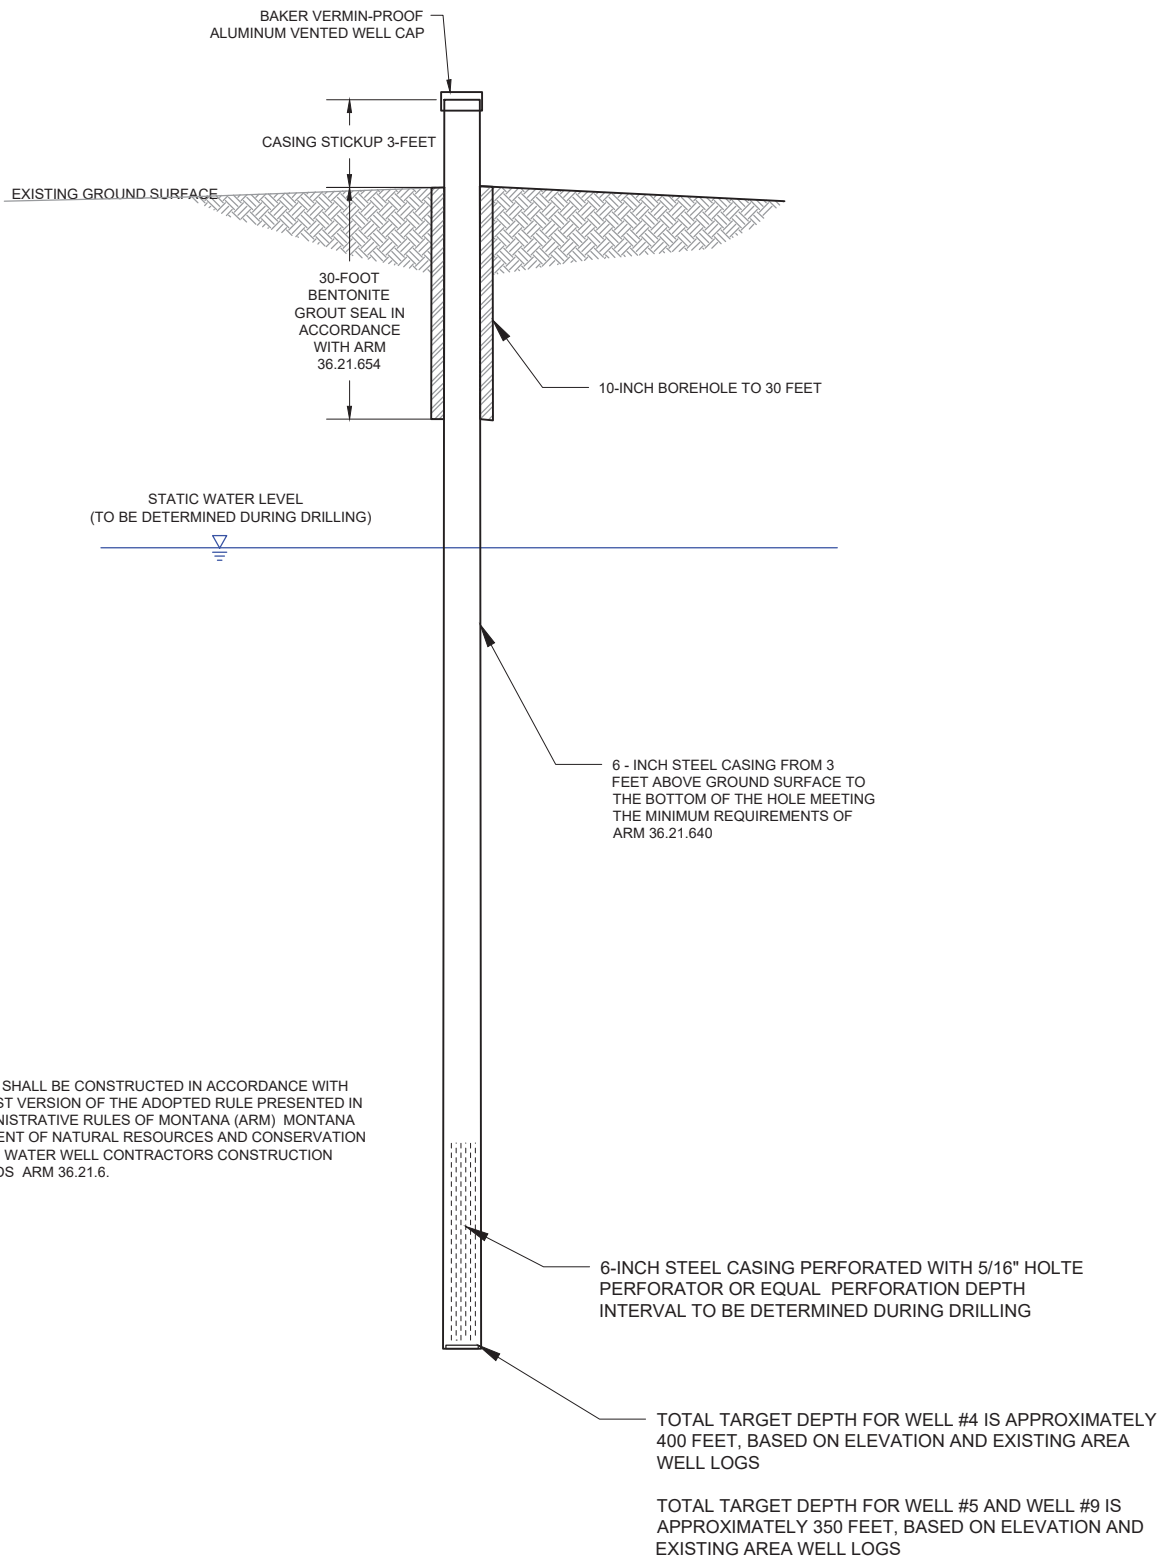 BAKER VERMIN-PROOF
ALUMINUM VENTED WELL CAP
CASING STICKUP 3-FEET
EXISTING GROUND SURFACE
30-FOOT
BENTONITE
GROUT SEAL IN
ACCORDANCE
WITH ARM
36.21.654
10-INCH BOREHOLE TO 30 FEET
STATIC WATER LEVEL
(TO BE DETERMINED DURING DRILLING)
6 - INCH STEEL CASING FROM 3
FEET ABOVE GROUND SURFACE TO
THE BOTTOM OF THE HOLE MEETING
THE MINIMUM REQUIREMENTS OF
ARM 36.21.640
SHALL BE CONSTRUCTED IN ACCORDANCE WITH
VERSION OF THE ADOPTED RULE PRESENTED IN
RULES OF MONTANA (ARM) MONTANA
OF NATURAL RESOURCES AND CONSERVATION
WATER WELL CONTRACTORS CONSTRUCTION
ARM 36.21.6.
6-INCH STEEL CASING PERFORATED WITH 5/16" HOLTE
PERFORATOR OR EQUAL PERFORATION DEPTH
INTERVAL TO BE DETERMINED DURING DRILLING
TOTAL TARGET DEPTH FOR WELL #4 IS APPROXIMATELY
400 FEET, BASED ON ELEVATION AND EXISTING AREA
WELL LOGS
TOTAL TARGET DEPTH FOR WELL #5 AND WELL #9 IS
APPROXIMATELY 350 FEET, BASED ON ELEVATION AND
EXISTING AREA WELL LOGS